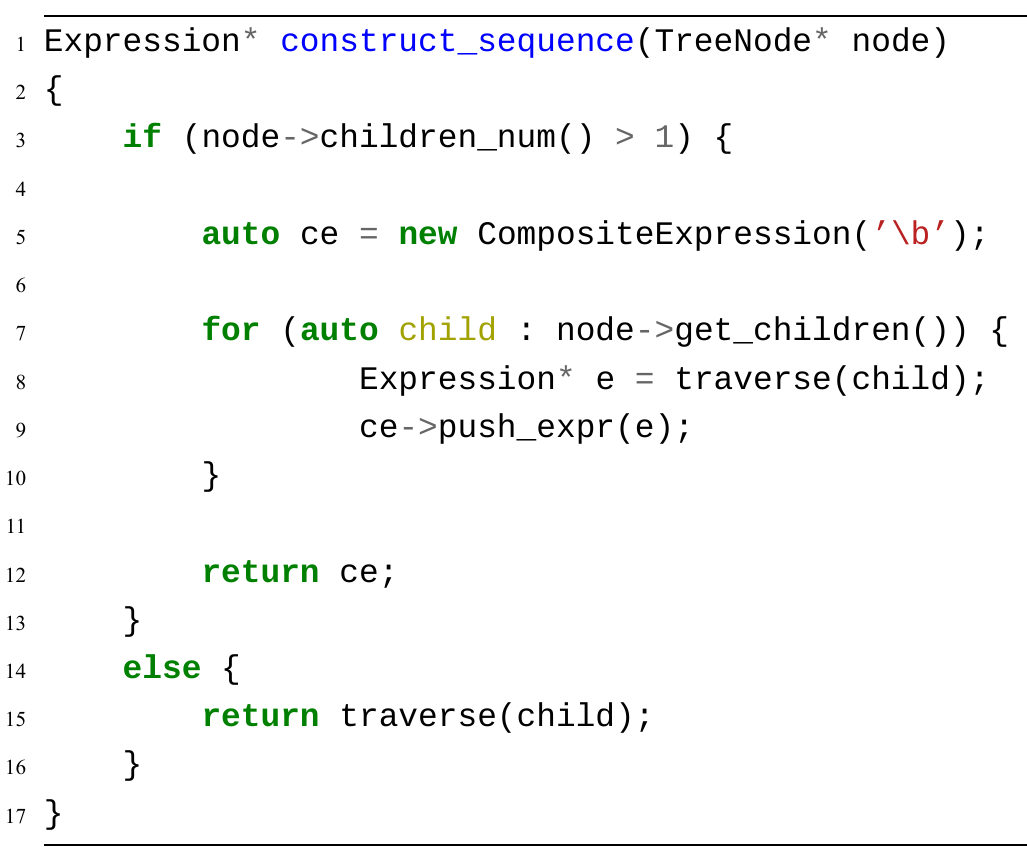 1 Expression* construct_sequence(TreeNode* node)
2 {
3     if (node->children_num() > 1) {
4
5         auto ce = new CompositeExpression('\b');
6
7         for (auto child : node->get_children()) {
8                 Expression* e = traverse(child);
9                 ce->push_expr(e);
10         }
11
12         return ce;
13     }
14     else {
15         return traverse(child);
16     }
17 }